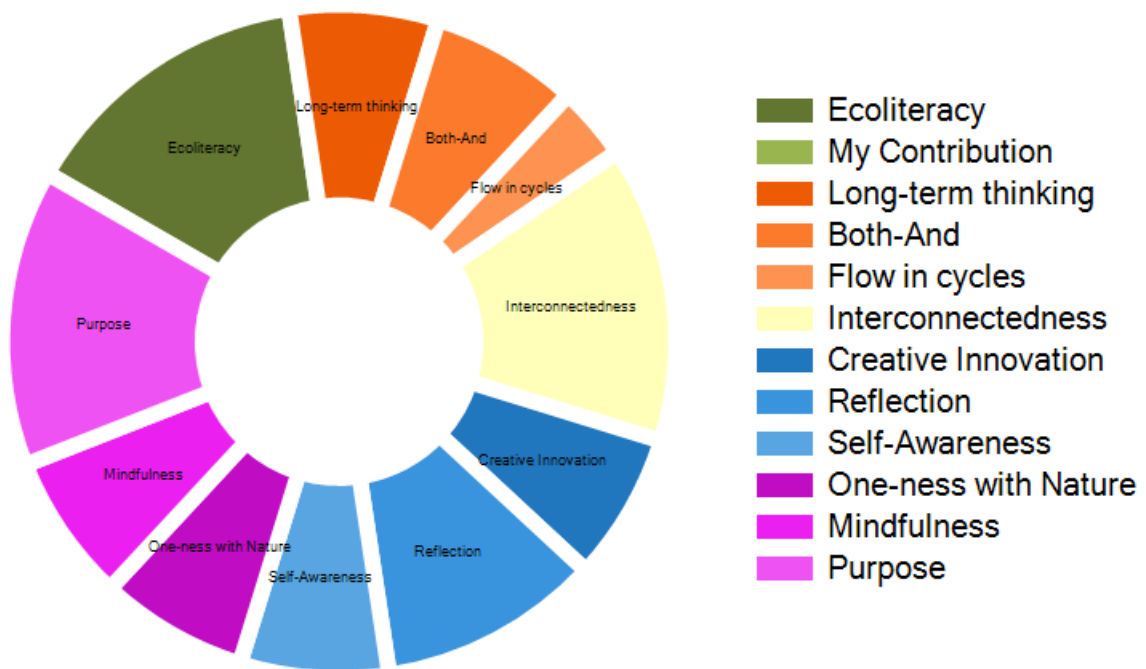 Long-term thinking
Both-And
Ecoliteracy
Flow in cycles
Interconnectedness
Purpose
Creative Innovation
Mindfulness
One-ness with Nature
Reflection
Self-Awareness
Ecoliteracy
My Contribution
Long-term thinking
Both-And
Flow in cycles
Interconnectedness
Creative Innovation
Reflection
Self-Awareness
One-ness with Nature
Mindfulness
Purpose